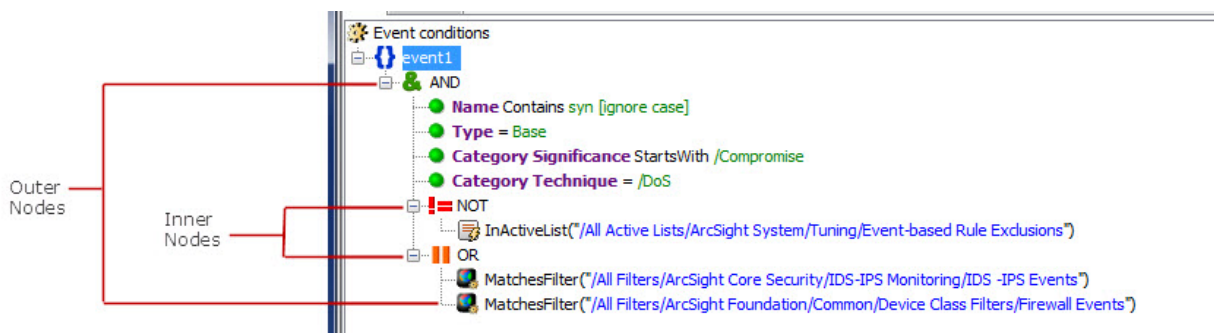 Event conditions
event1
& AND
Name Contains syn [ignore case]
Type = Base
Category Significance StartsWith /Compromise
Category Technique = /DoS
Outer
Nodes
Inner
Nodes
!= NOT
InActiveList("/All Active Lists/ArcSight System/Tuning/Event-based Rule Exclusions")
OR
MatchesFilter("/All Filters/ArcSight Core Security/IDS-IPS Monitoring/IDS -IPS Events")
MatchesFilter("/All Filters/ArcSight Foundation/Common/Device Class Filters/Firewall Events")